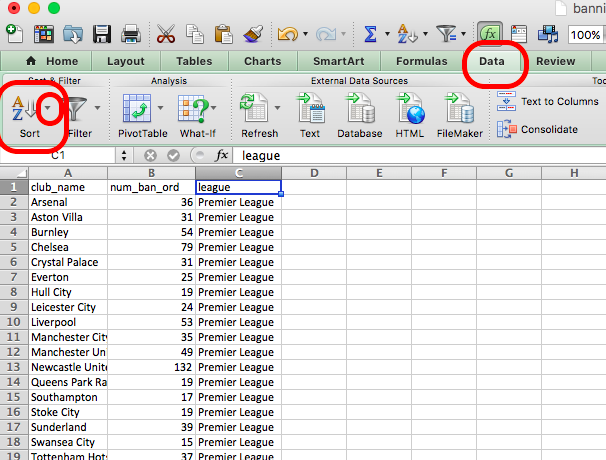 banni
100%
Home Layout Tables Charts SmartArt Formulas Data Review
Sort & Filter Analysis External Data Sources Too
Sort Filter PivotTable What-If Refresh Text Database HTML FileMaker Text to Columns Consolidate
C1 fx league
A B C D E F G H
1 club_name num_ban_ord league
2 Arsenal 36 Premier League
3 Aston Villa 31 Premier League
4 Burnley 54 Premier League
5 Chelsea 79 Premier League
6 Crystal Palace 31 Premier League
7 Everton 25 Premier League
8 Hull City 19 Premier League
9 Leicester City 24 Premier League
10 Liverpool 53 Premier League
11 Manchester City 35 Premier League
12 Manchester Uni 49 Premier League
13 Newcastle Unite 132 Premier League
14 Queens Park Ra 19 Premier League
15 Southampton 17 Premier League
16 Stoke City 19 Premier League
17 Sunderland 39 Premier League
18 Swansea City 15 Premier League
19 Tottenham Hots 37 Premier League